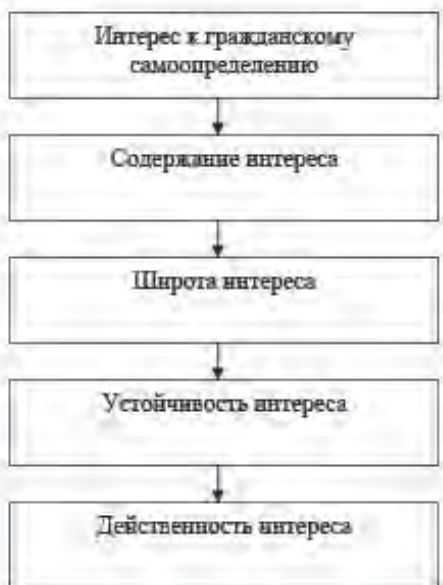 Интерес к гражданскому
самоопределению
Содержание интереса
Широта интереса
Устойчивость интереса
Действенность интереса